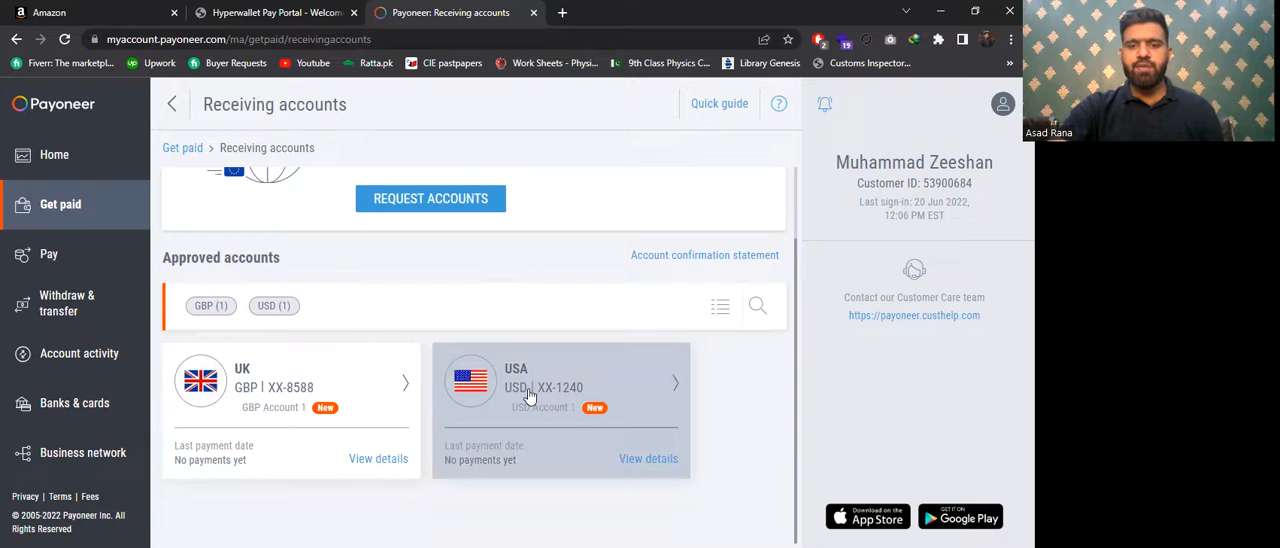 Amazon
Hyperwallet Pay Portal - Welcom
Payoneer: Receiving accounts
myaccount.payoneer.com/ma/getpaid/receivingaccounts
2
19
Fiverr: The marketpl...
Upwork
Buyer Requests
YouTube
Ratta.pk
CIE pastpapers
Work Sheets - Physi...
9th Class Physics C...
Library Genesis
Customs Inspector...
»
Asad Rana
Payoneer
Receiving accounts
Quick guide
?
Home
Get paid > Receiving accounts
Get paid
Pay
Withdraw & transfer
Account activity
Banks & cards
Business network
REQUEST ACCOUNTS
Approved accounts
Account confirmation statement
GBP (1)
USD (1)
UK
GBP | XX-8588
GBP Account 1 New
Last payment date
No payments yet
View details
USA
USD | XX-1240
USD Account 1 New
Last payment date
No payments yet
View details
Muhammad Zeeshan
Customer ID: 53900684
Last sign-in: 20 Jun 2022,
12:06 PM EST
Contact our Customer Care team
https://payoneer.custhelp.com
Privacy | Terms | Fees
© 2005-2022 Payoneer Inc. All
Rights Reserved
Download on the
App Store
GET IT ON
Google Play